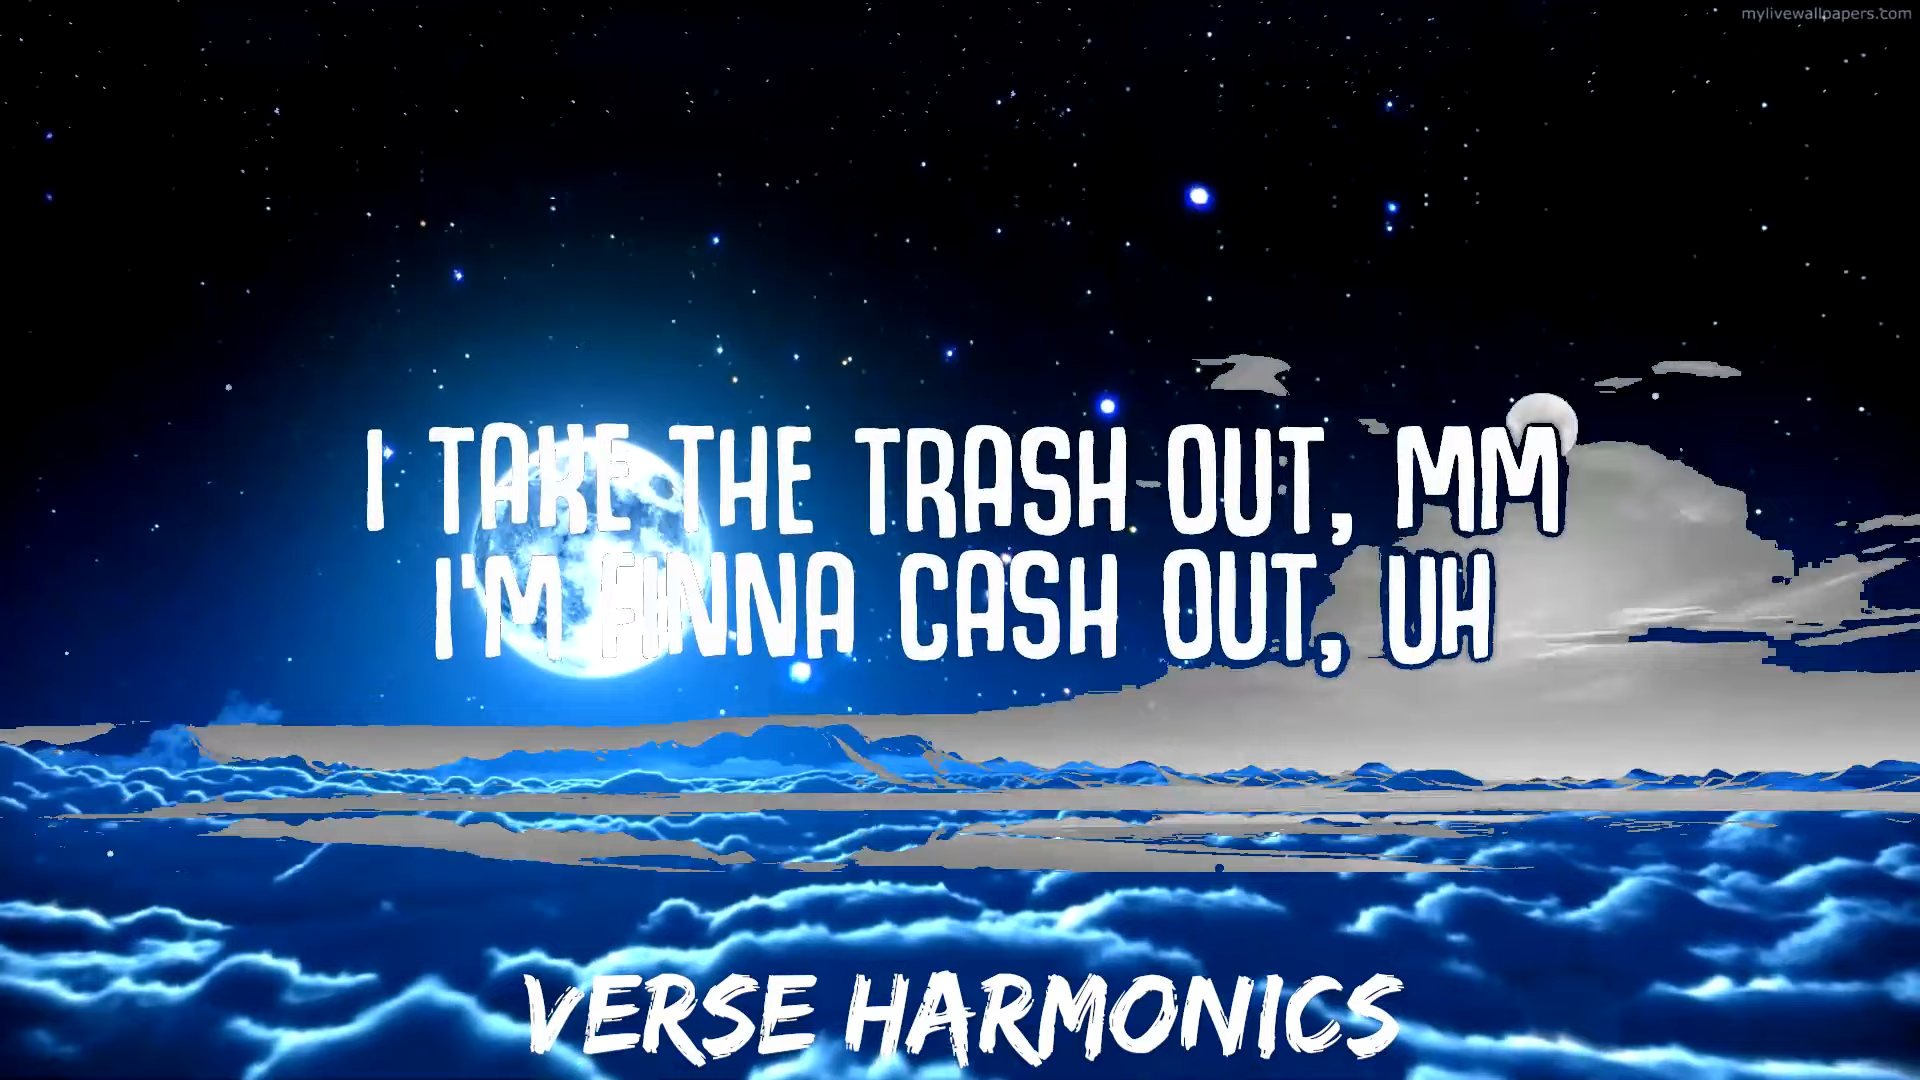 mylivewallpapers.com
I TAKE THE TRASH OUT, MM
I'M FINNA CASH OUT, UH
VERSE HARMONICS